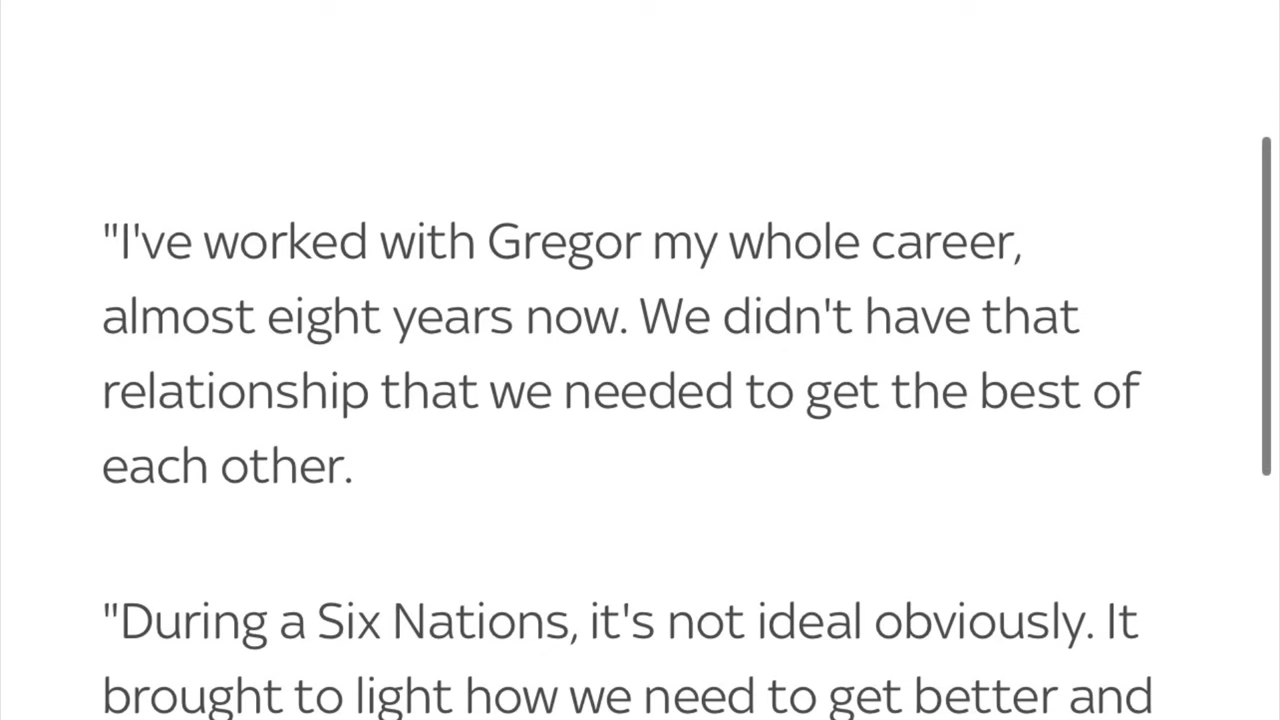 "I've worked with Gregor my whole career,
almost eight years now. We didn't have that
relationship that we needed to get the best of
each other.
"During a Six Nations, it's not ideal obviously. It
brought to light how we need to get better and